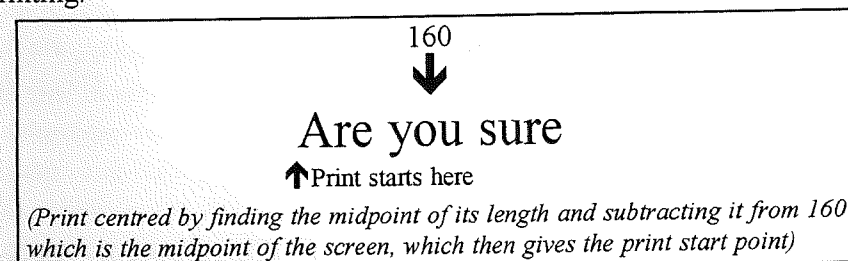 160
Are you sure
Print starts here
(Print centred by finding the midpoint of its length and subtracting it from 160
which is the midpoint of the screen, which then gives the print start point)